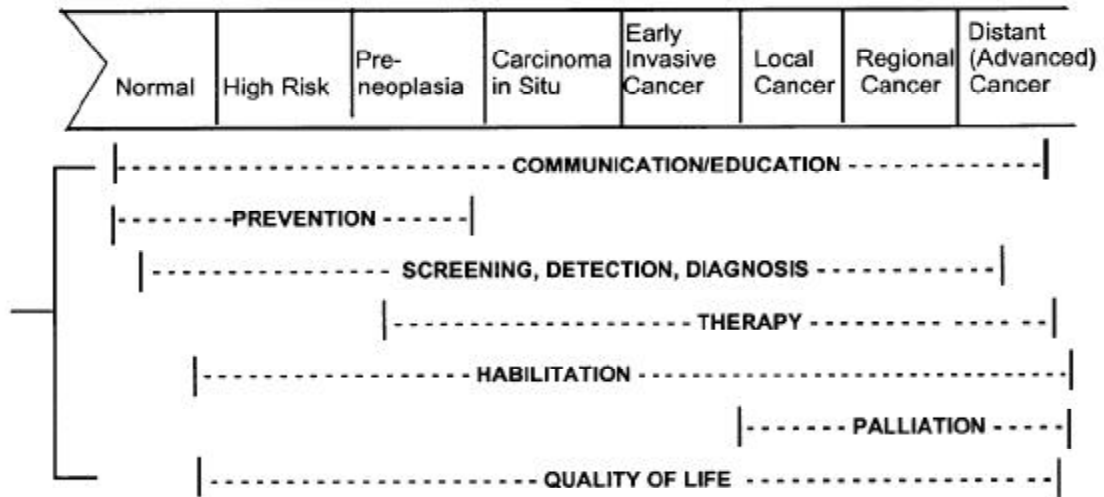 Normal
High Risk
Pre-
neoplasia
Carcinoma
in Situ
Early
Invasive
Cancer
Local
Cancer
Regional
Cancer
Distant
(Advanced)
Cancer
COMMUNICATION/EDUCATION
PREVENTION
SCREENING, DETECTION, DIAGNOSIS
THERAPY
HABILITATION
PALLIATION
QUALITY OF LIFE